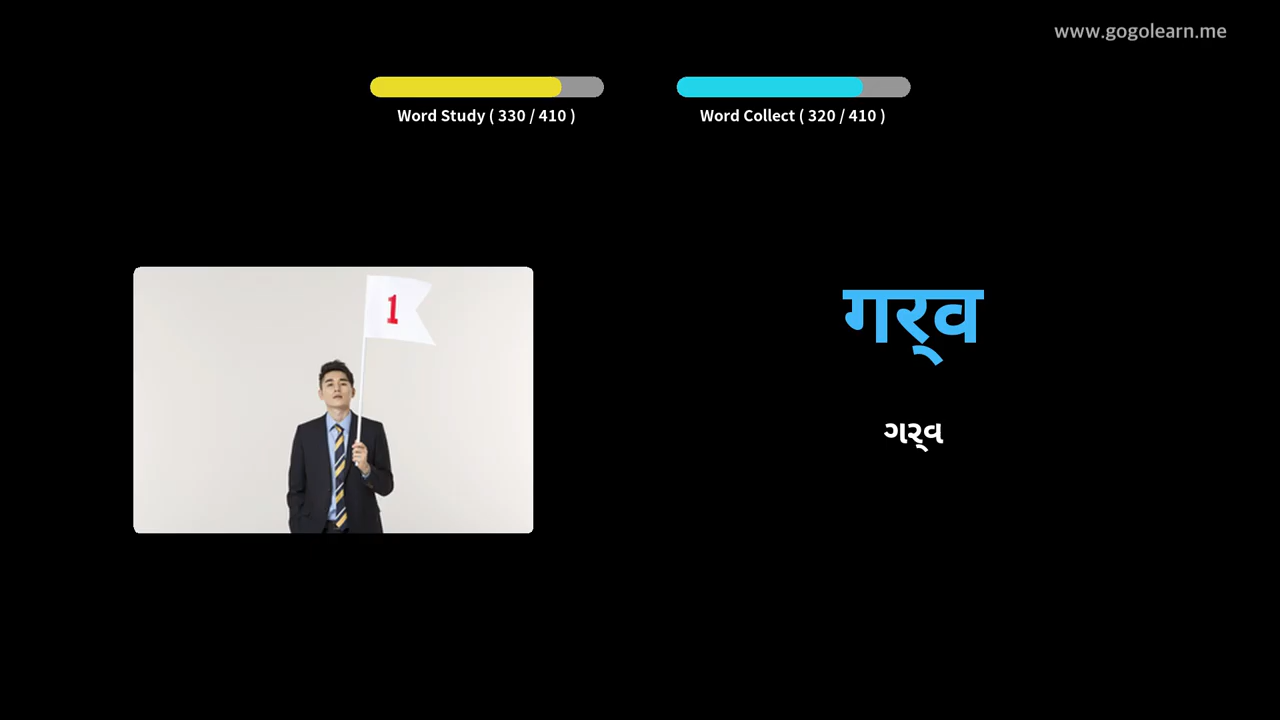 www.gogolearn.me
Word Study ( 330 / 410 )
Word Collect ( 320 / 410 )
1
गर्‌व
ગર્‌વ